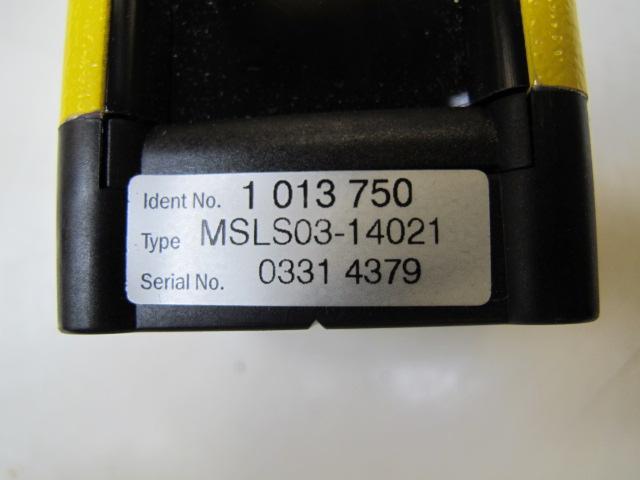 Ident No. 1 013 750
Type MSLS03-14021
Serial No. 0331 4379